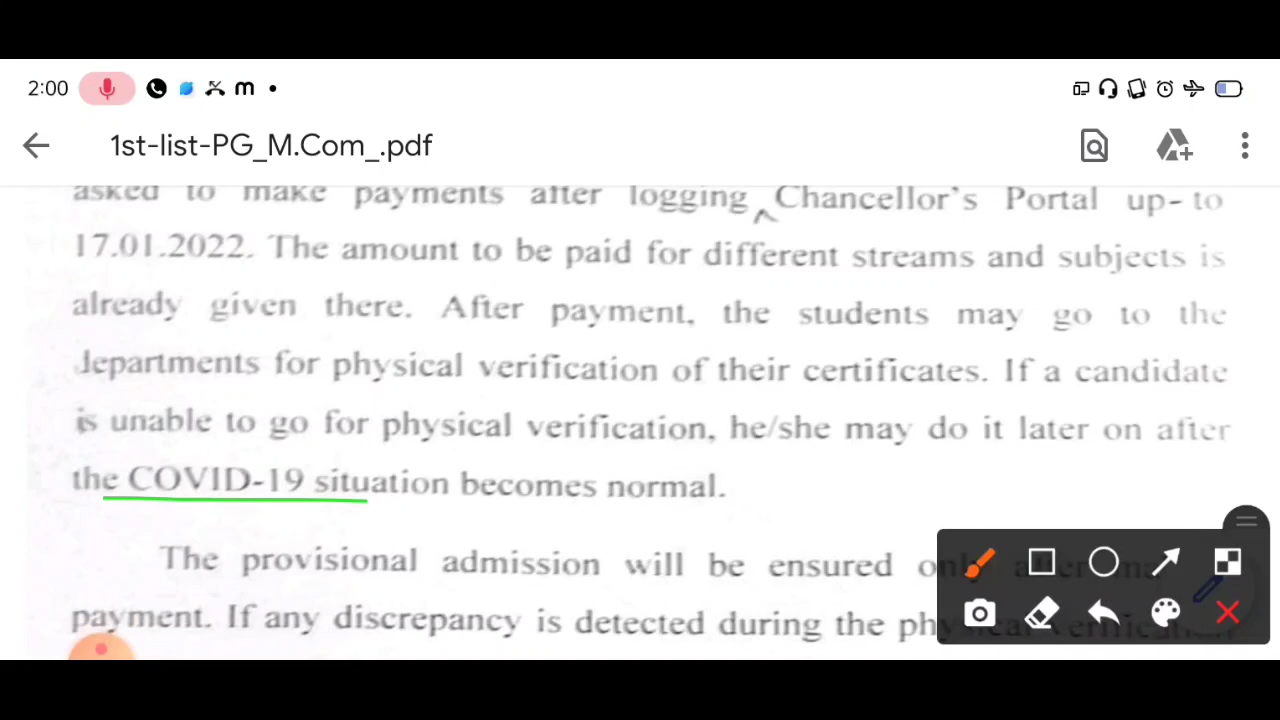 2:00 m
1st-list-PG_M.Com_.pdf
asked to make payments after logging Chancellor's Portal up-to
17.01.2022. The amount to be paid for different streams and subjects is
already given there. After payment, the students may go to the
departments for physical verification of their certificates. If a candidate
is unable to go for physical verification, he/she may do it later on after
the COVID-19 situation becomes normal.
The provisional admission will be ensured only after
payment. If any discrepancy is detected during the physical verification